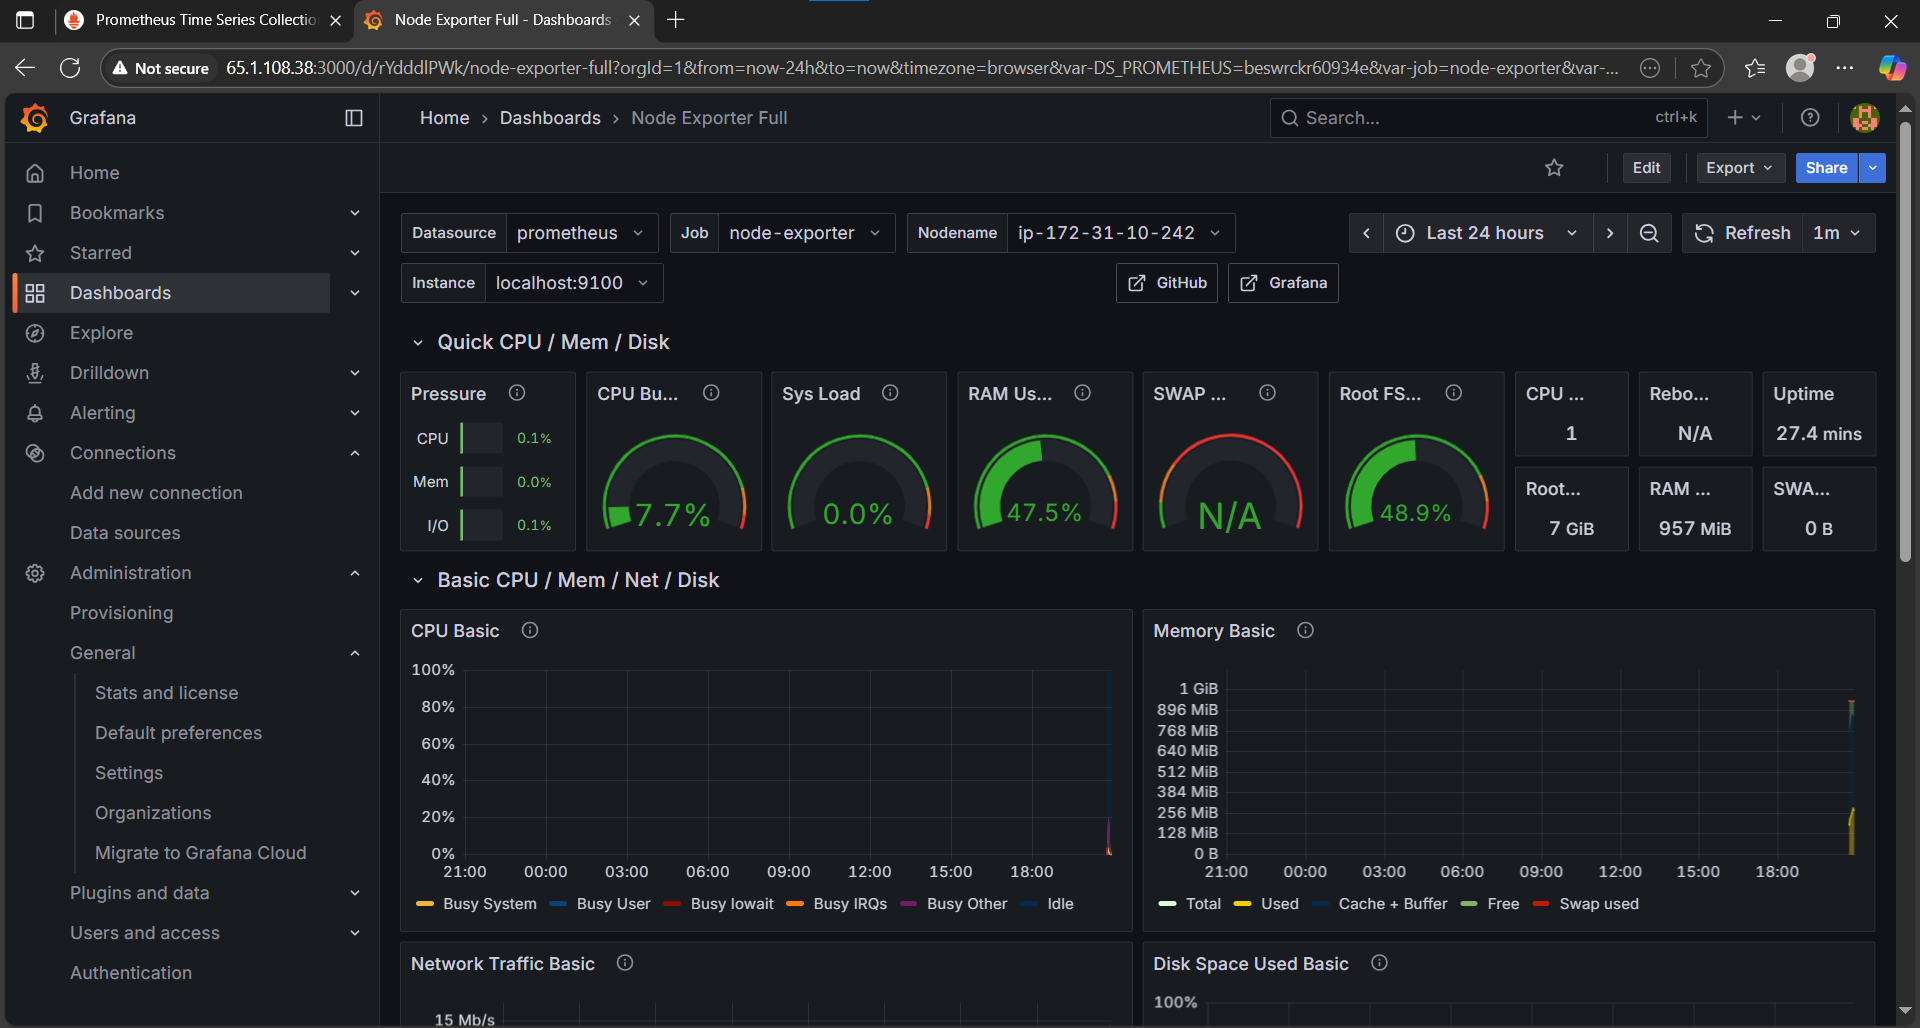 Prometheus Time Series Collectio
Node Exporter Full - Dashboards
Not secure
65.1.108.38:3000/d/rYdddlPWk/node-exporter-full?orgId=1&from=now-24h&to=now&timezone=browser&var-DS_PROMETHEUS=beswrckr60934e&var-job=node-exporter&var-...
Grafana
Home › Dashboards › Node Exporter Full
Search...
ctrl+k
Edit
Export
Share
Home
Bookmarks
Starred
Dashboards
Explore
Drilldown
Alerting
Connections
Add new connection
Data sources
Administration
Provisioning
General
Stats and license
Default preferences
Settings
Organizations
Migrate to Grafana Cloud
Plugins and data
Users and access
Authentication
Datasource prometheus
Job node-exporter
Nodename ip-172-31-10-242
Last 24 hours
Refresh 1m
Instance localhost:9100
GitHub
Grafana
Quick CPU / Mem / Disk
Pressure
CPU 0.1%
Mem 0.0%
I/O 0.1%
CPU Bu...
7.7%
Sys Load
0.0%
RAM Us...
47.5%
SWAP ...
N/A
Root FS...
48.9%
CPU ...
1
Rebo...
N/A
Uptime
27.4 mins
Root...
7 GiB
RAM ...
957 MiB
SWA...
0 B
Basic CPU / Mem / Net / Disk
CPU Basic
100%
80%
60%
40%
20%
0%
21:00 00:00 03:00 06:00 09:00 12:00 15:00 18:00
Busy System Busy User Busy Iowait Busy IRQs Busy Other Idle
Memory Basic
1 GiB
896 MiB
768 MiB
640 MiB
512 MiB
384 MiB
256 MiB
128 MiB
0 B
21:00 00:00 03:00 06:00 09:00 12:00 15:00 18:00
Total Used Cache + Buffer Free Swap used
Network Traffic Basic
15 Mb/s
Disk Space Used Basic
100%